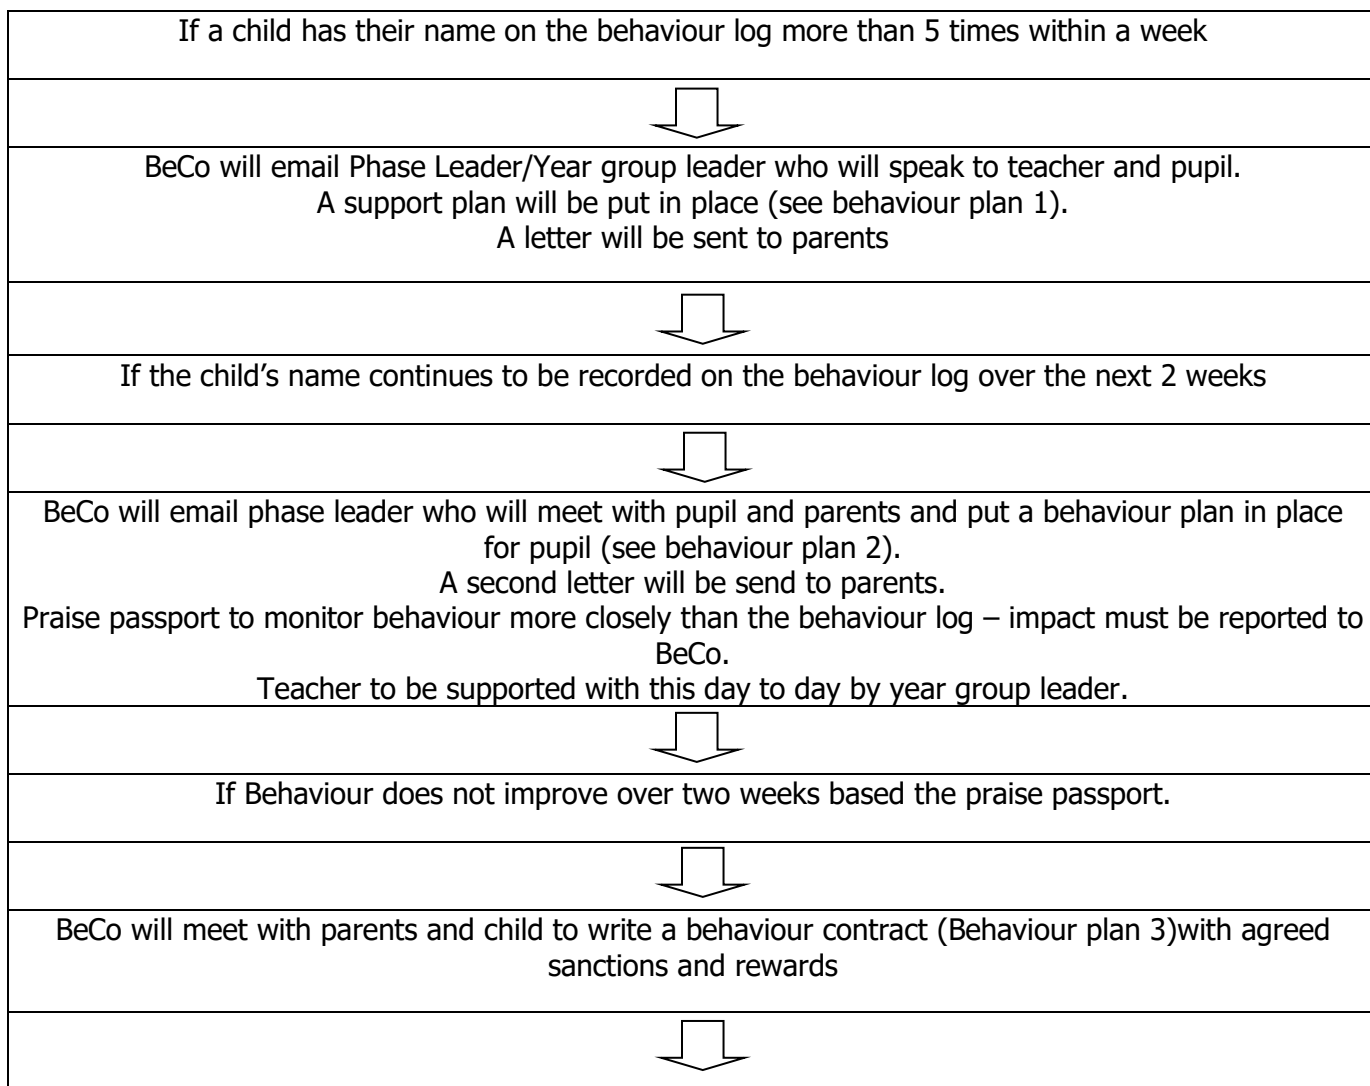 If a child has their name on the behaviour log more than 5 times within a week
BeCo will email Phase Leader/Year group leader who will speak to teacher and pupil.
A support plan will be put in place (see behaviour plan 1).
A letter will be sent to parents
If the child’s name continues to be recorded on the behaviour log over the next 2 weeks
BeCo will email phase leader who will meet with pupil and parents and put a behaviour plan in place
for pupil (see behaviour plan 2).
A second letter will be send to parents.
Praise passport to monitor behaviour more closely than the behaviour log – impact must be reported to
BeCo.
Teacher to be supported with this day to day by year group leader.
If Behaviour does not improve over two weeks based the praise passport.
BeCo will meet with parents and child to write a behaviour contract (Behaviour plan 3)with agreed
sanctions and rewards